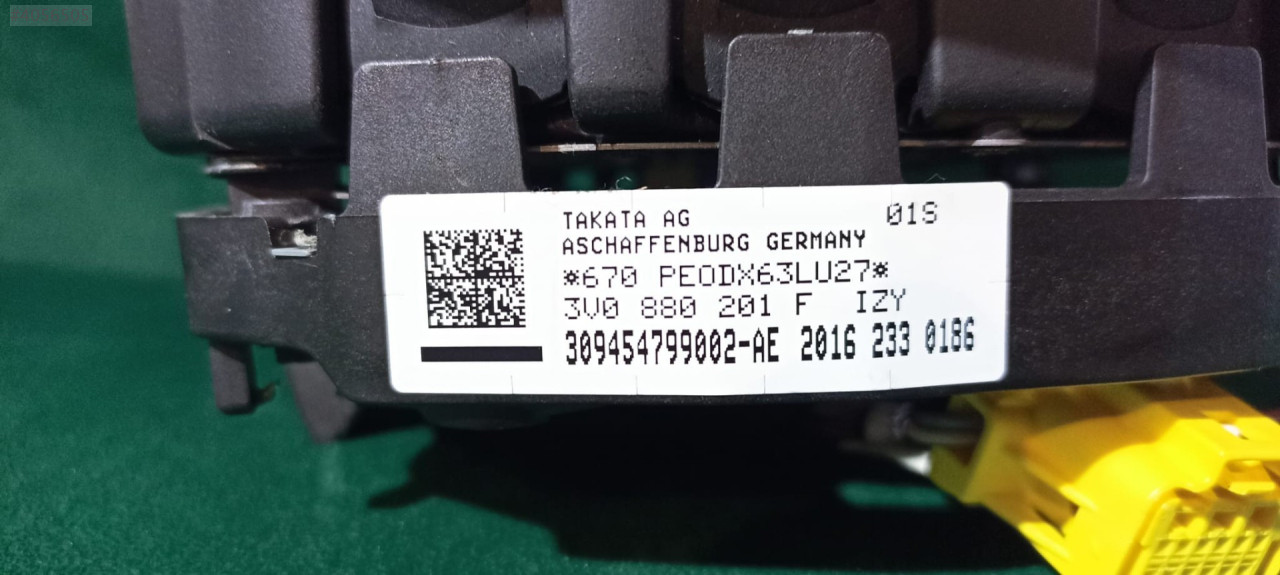 TAKATA AG 01S
ASCHAFFENBURG GERMANY
*670 PEODX63LU27*
3V0 880 201 F IZY
309454799002-AE 2016 233 0186